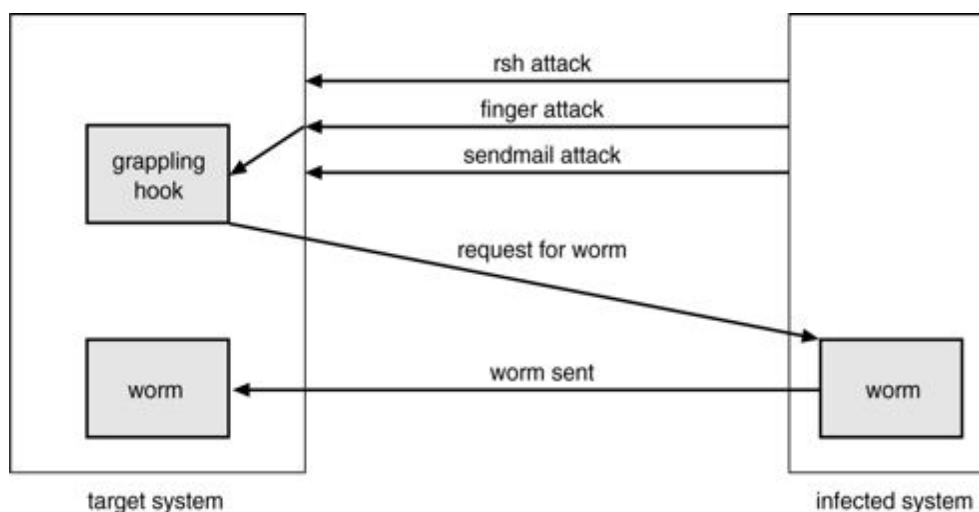 rsh attack
finger attack
grappling
hook
sendmail attack
request for worm
worm
worm sent
worm
target system
infected system